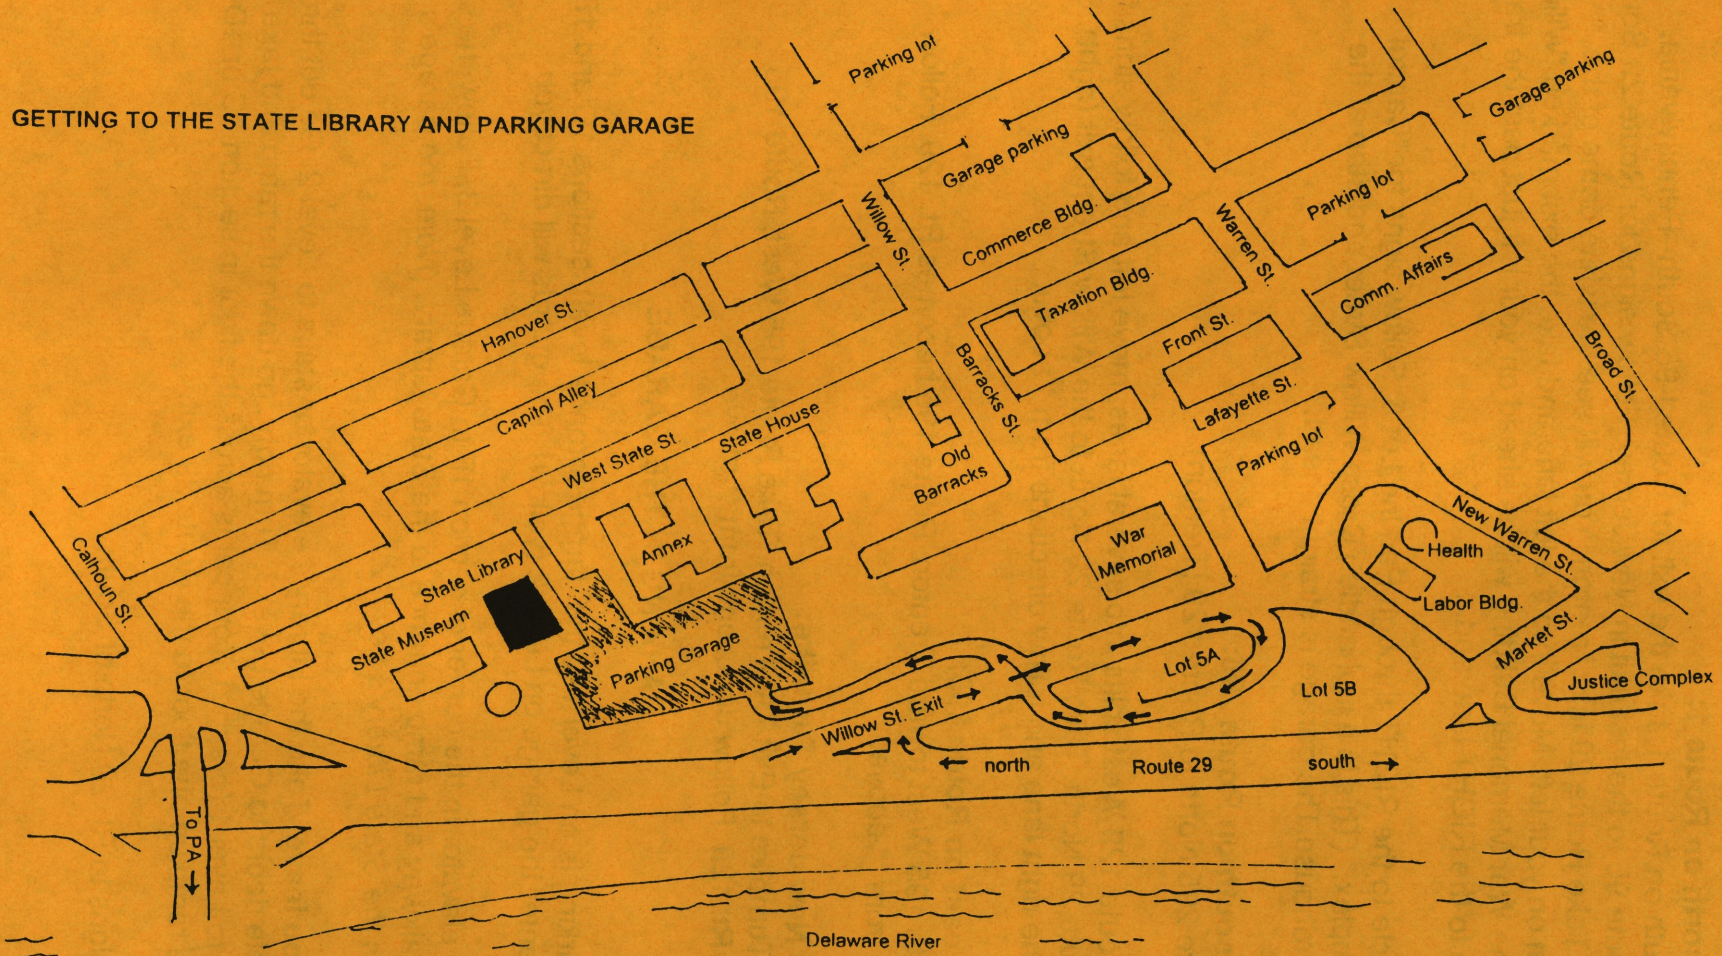 GETTING TO THE STATE LIBRARY AND PARKING GARAGE
Parking lot
Garage parking
Garage parking
Commerce Bldg.
Parking lot
Willow St.
Warren St.
Comm. Affairs
Taxation Bldg.
Hanover St.
Front St.
Broad St.
Barracks St.
Capitol Alley
Lafayette St.
State House
West State St.
Parking lot
Old
Barracks
Annex
War
Memorial
New Warren St.
Health
Calhoun St.
State Library
Labor Bldg.
State Museum
Market St.
Parking Garage
Lot 5A
Lot 5B
Justice Complex
Willow St. Exit
north
Route 29
south
To PA
Delaware River